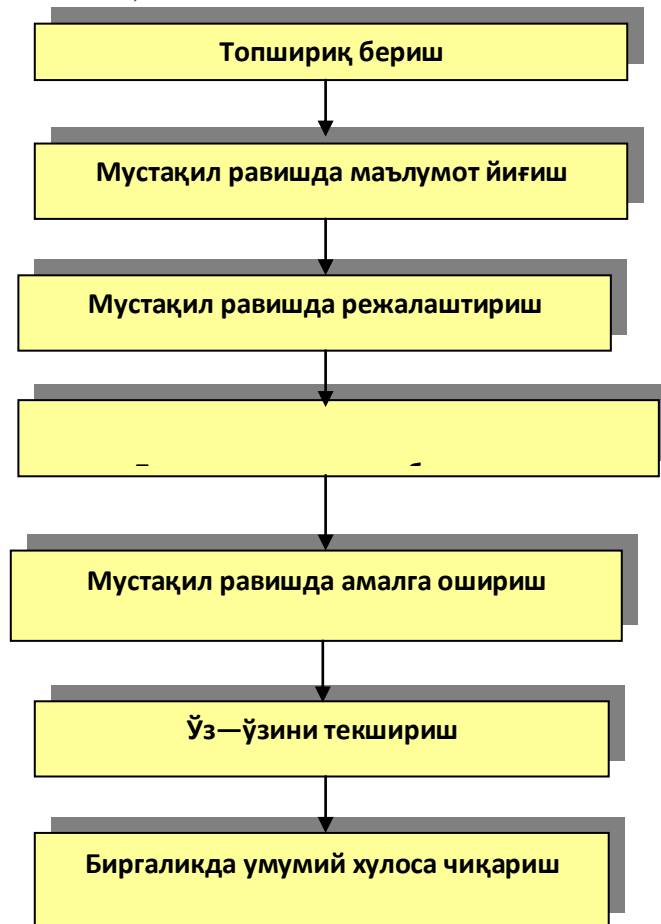 Топшириқ бериш
Мустақил равишда маълумот йиғиш
Мустақил равишда режалаштириш
Мустақил равишда амалга ошириш
Ўз—ўзини текшириш
Биргаликда умумий хулоса чиқариш